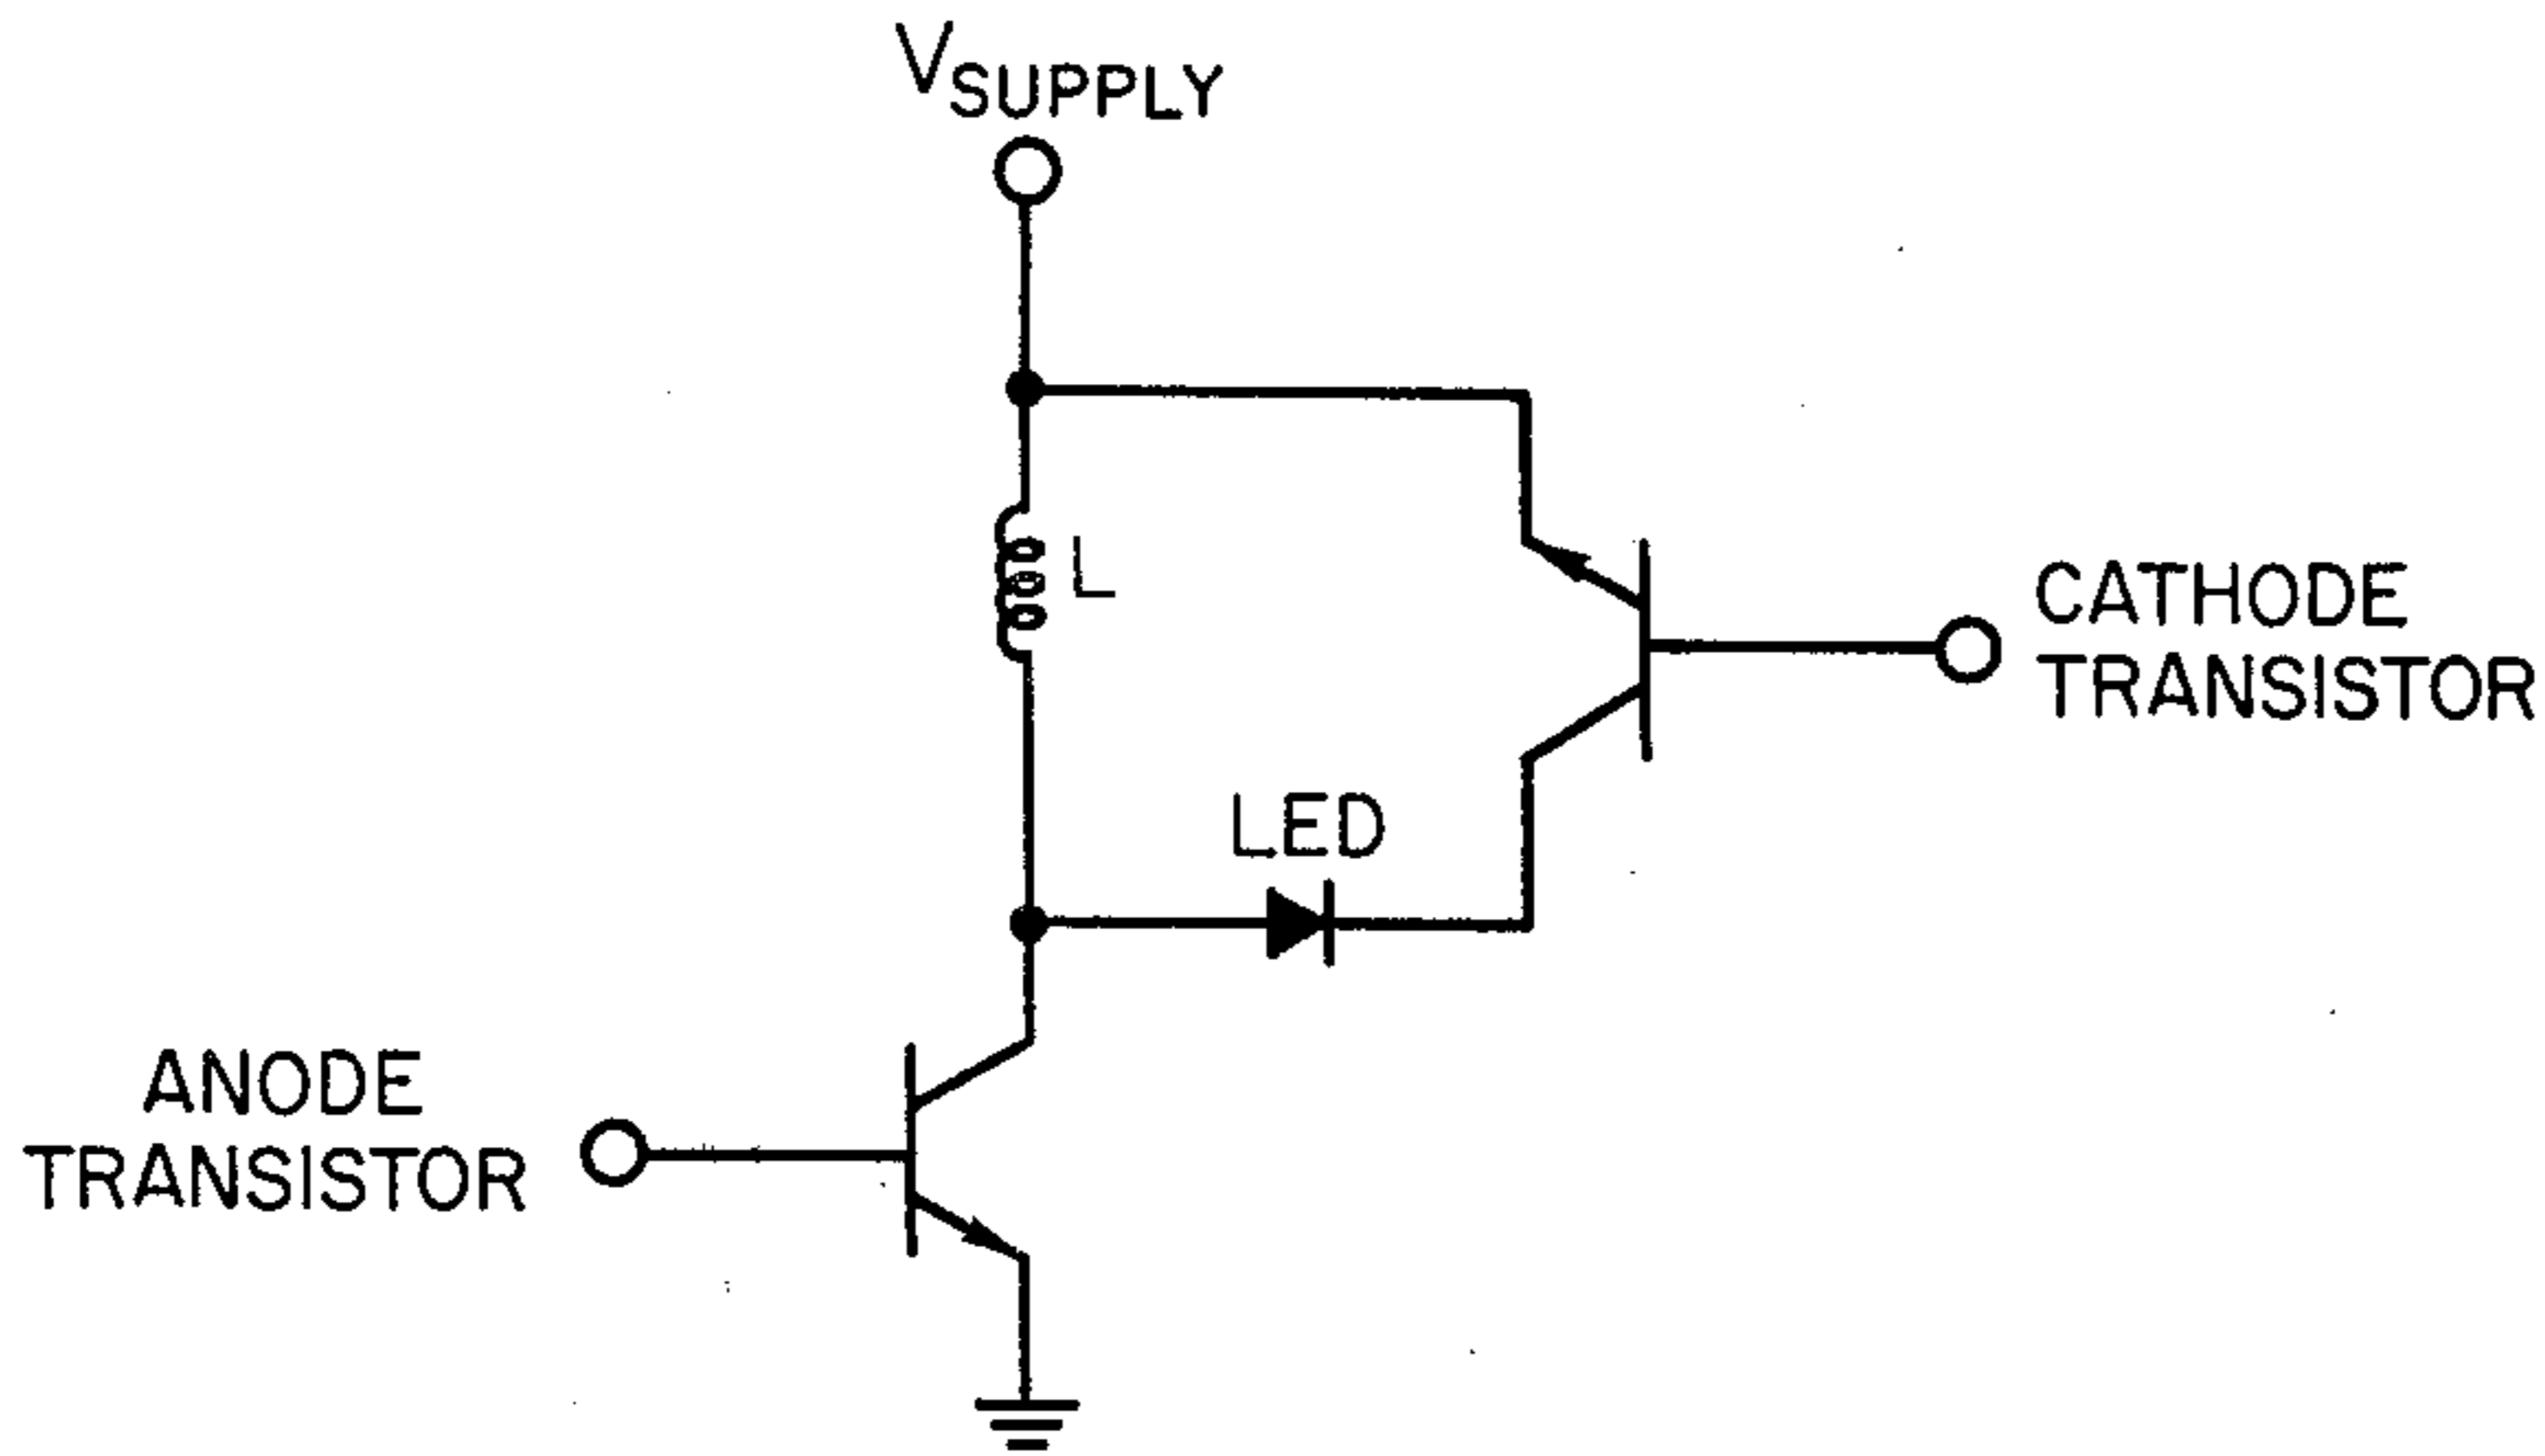 VSUPPLY
L
CATHODE
TRANSISTOR
LED
ANODE
TRANSISTOR